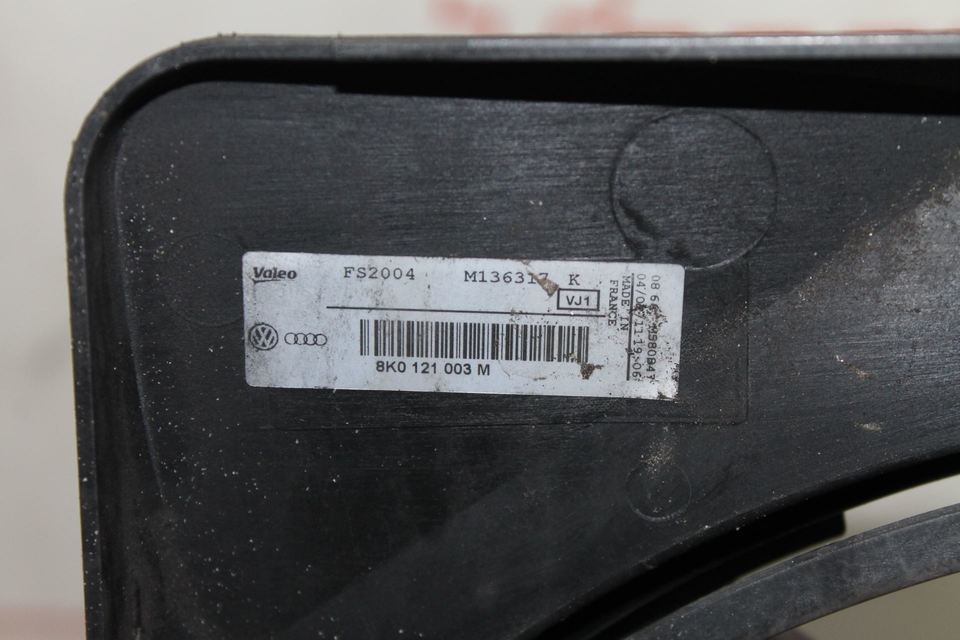 Valeo FS2004 M136317 K
VJ1
8K0 121 003 M
MADE IN
FRANCE